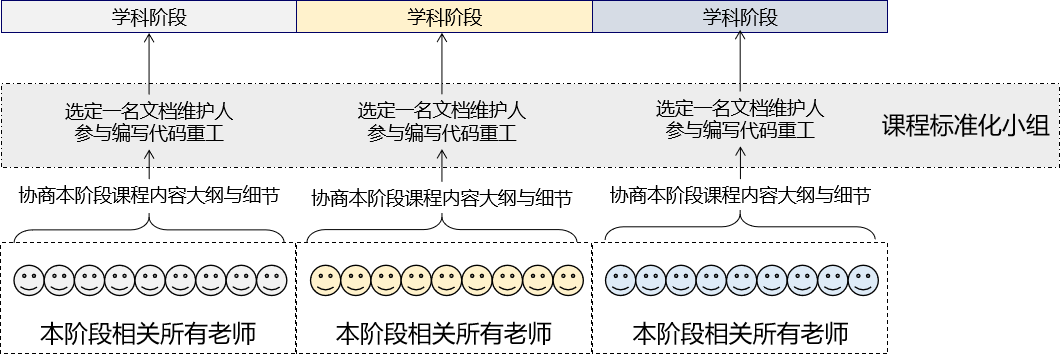 学科阶段
学科阶段
学科阶段
选定一名文档维护人
参与编写代码重工
选定一名文档维护人
参与编写代码重工
选定一名文档维护人
参与编写代码重工
课程标准化小组
协商本阶段课程内容大纲与细节
协商本阶段课程内容大纲与细节
协商本阶段课程内容大纲与细节
本阶段相关所有老师
本阶段相关所有老师
本阶段相关所有老师